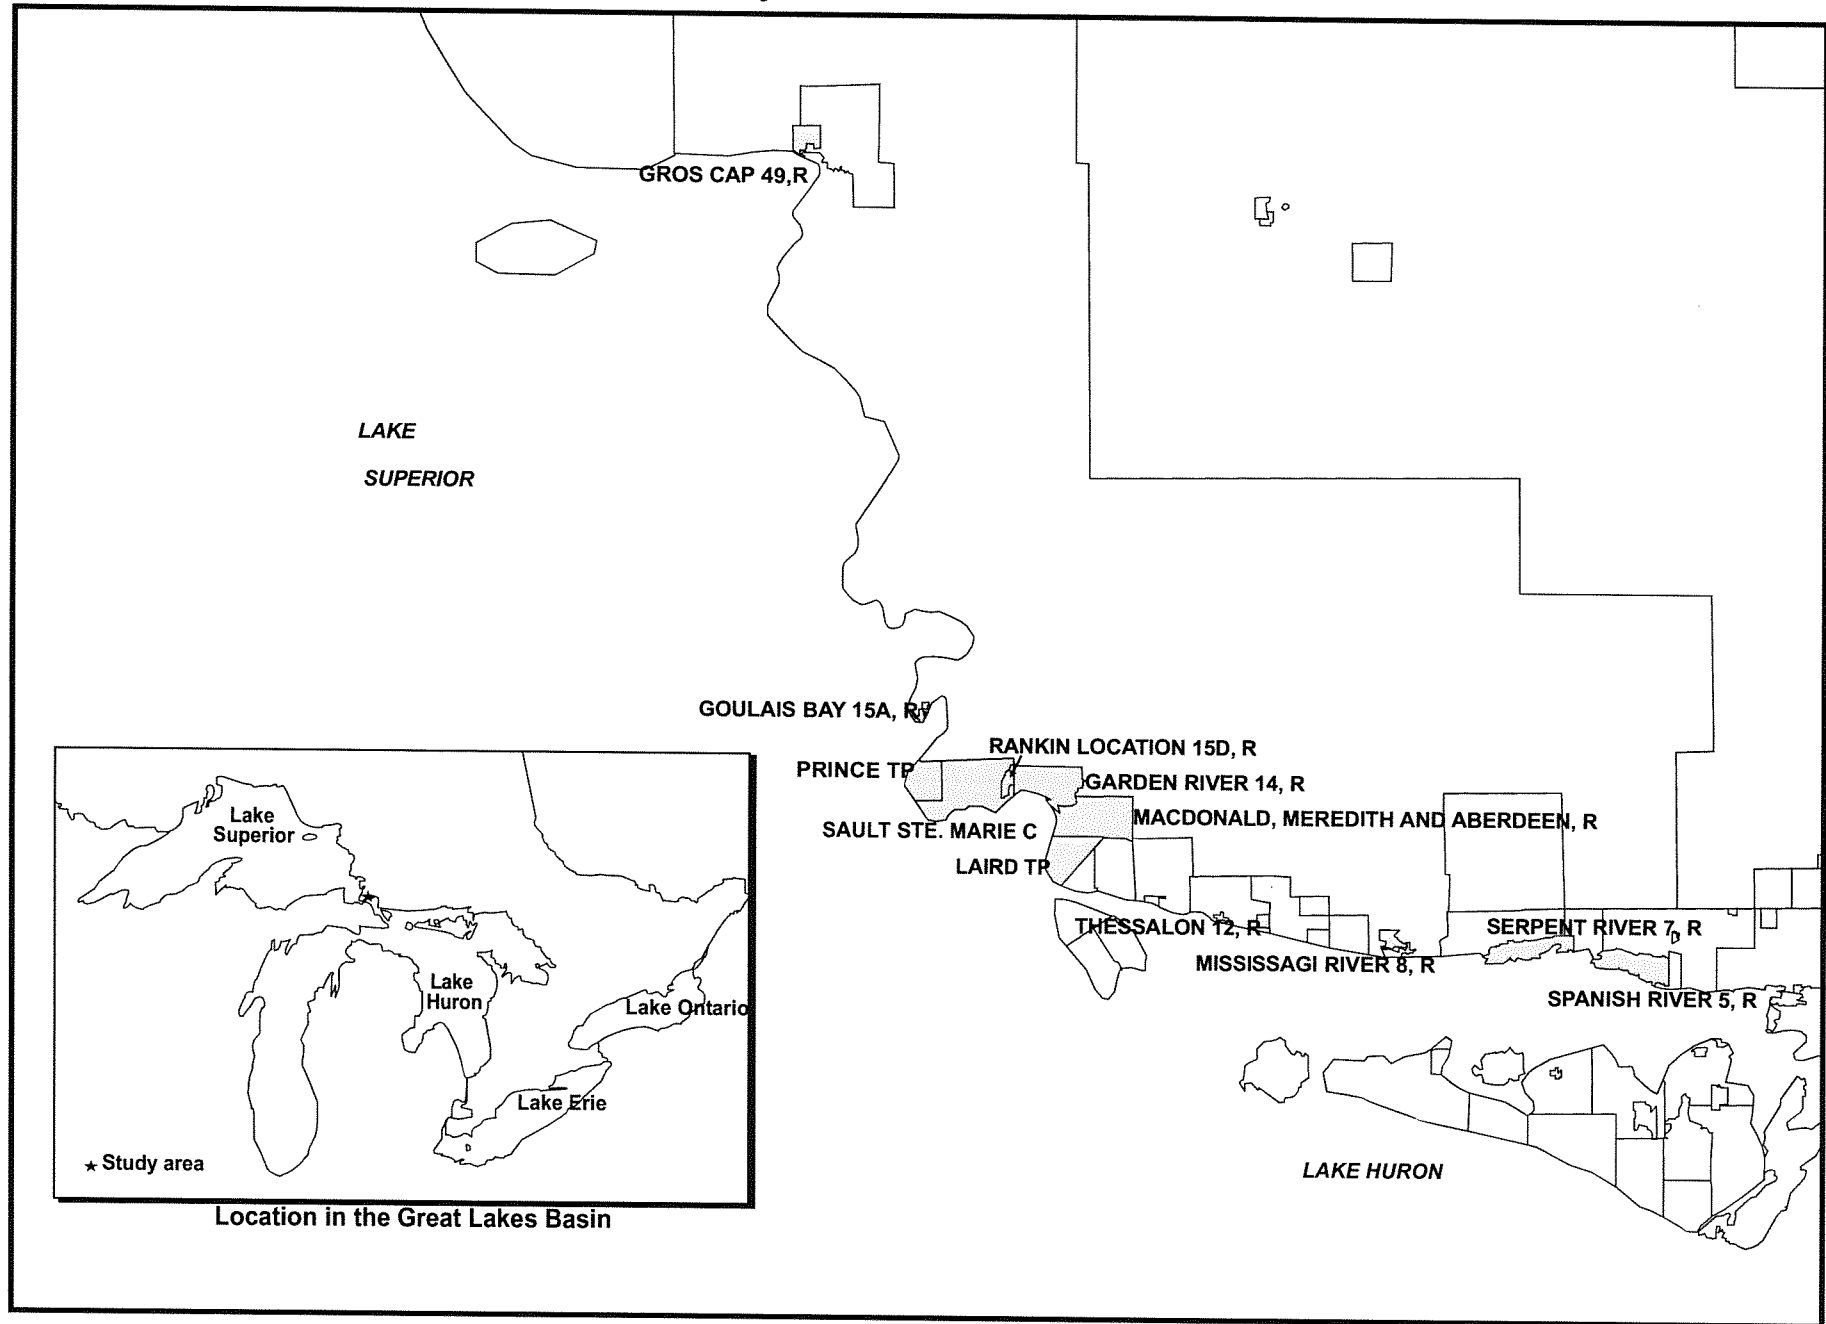 GROS CAP 49,R
LAKE
SUPERIOR
GOULAIS BAY 15A, R
RANKIN LOCATION 15D, R
PRINCE TP
GARDEN RIVER 14, R
MACDONALD, MEREDITH AND ABERDEEN, R
SAULT STE. MARIE C
LAIRD TP
THESSALON 12, R
SERPENT RIVER 7, R
MISSISSAGI RIVER 8, R
SPANISH RIVER 5, R
LAKE HURON
Lake
Superior
Lake
Huron
Lake Ontario
Lake Erie
★ Study area
Location in the Great Lakes Basin